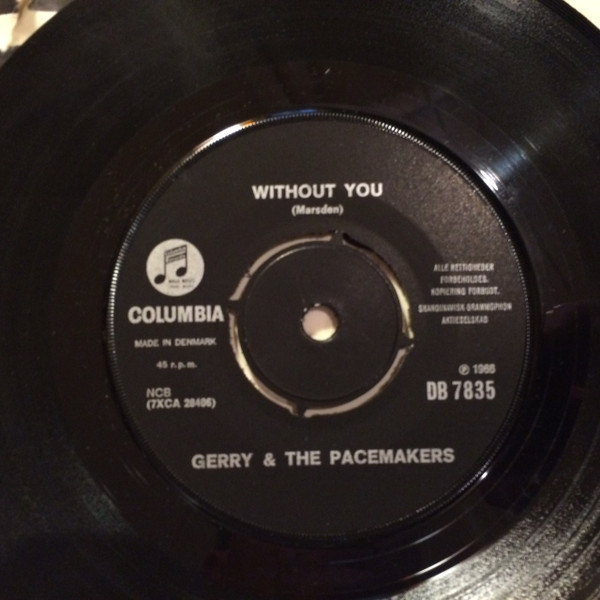 WITHOUT YOU
(Marsden)
COLUMBIA
MADE IN DENMARK
45 r.p.m.
NCB
(7XCA 28406)
ALLE RETTIGHEDER
FORBEHOLDES.
KOPIERING FORBUDT.
SKANDINAVISK GRAMMOPHON
AKTIESELSKAB
℗ 1966
DB 7835
GERRY & THE PACEMAKERS